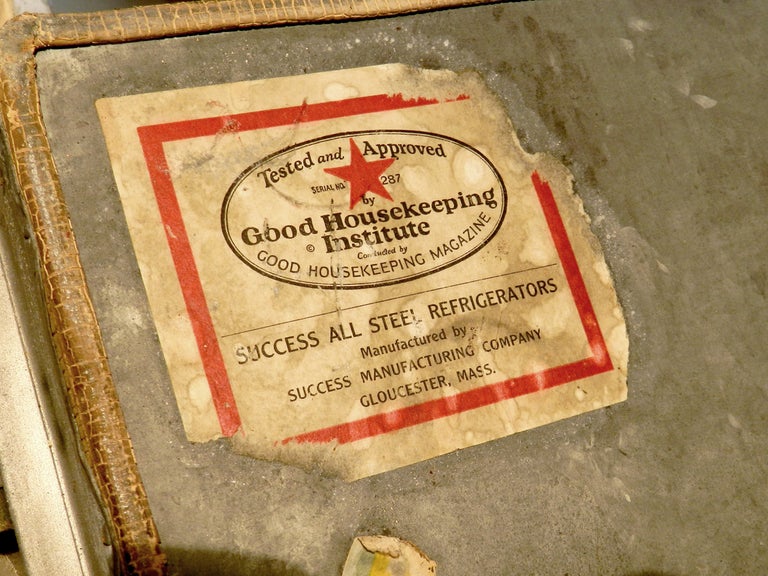 Tested and Approved
SERIAL NO. 287
by
Good Housekeeping
© Institute
Conducted by
GOOD HOUSEKEEPING MAGAZINE
SUCCESS ALL STEEL REFRIGERATORS
Manufactured by
SUCCESS MANUFACTURING COMPANY
GLOUCESTER, MASS.